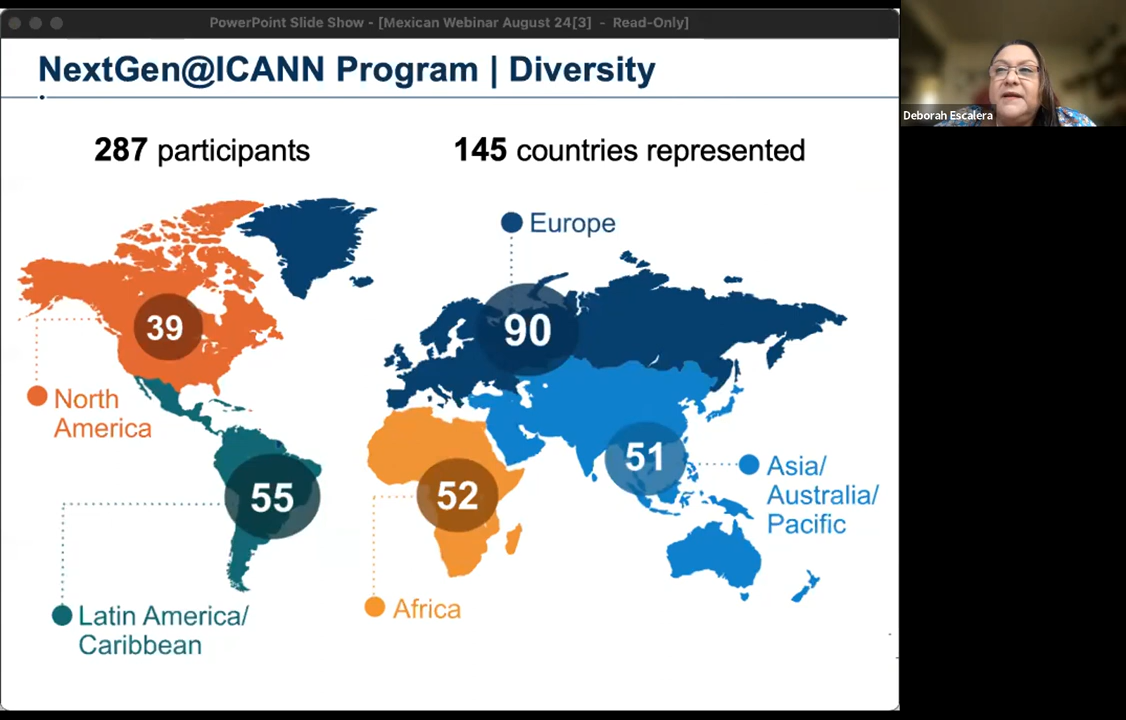 PowerPoint Slide Show - [Mexican Webinar August 24[3] - Read-Only]
NextGen@ICANN Program | Diversity
Deborah Escalera
287 participants
145 countries represented
Europe
39
90
North
America
51
Asia/
Australia/
Pacific
55
52
Africa
Latin America/
Caribbean